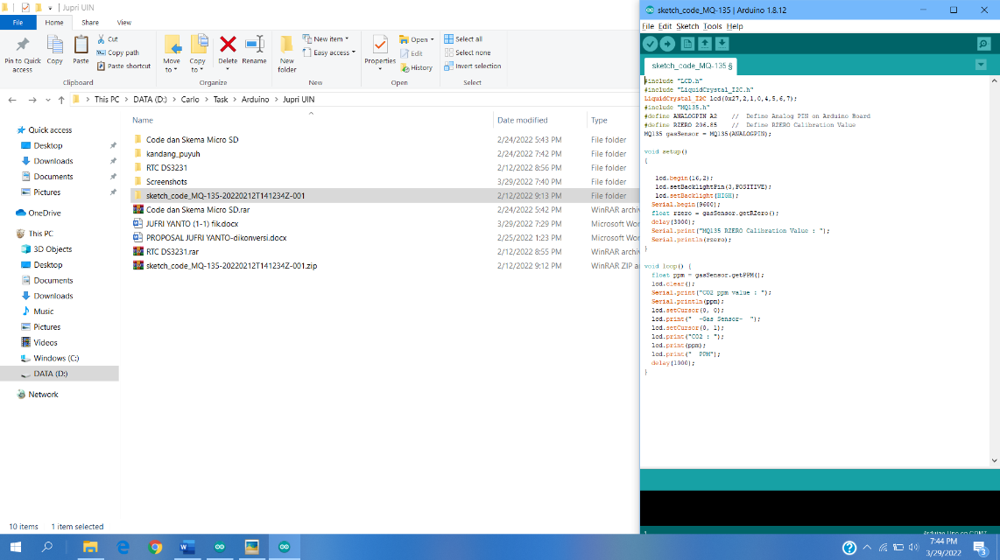 Jupri UIN
File
Home
Share
View
Pin to Quick access
Copy
Paste
Cut
Copy path
Paste shortcut
Clipboard
Move to
Copy to
Delete
Rename
Organize
New folder
New item
Easy access
New
Properties
Open
Edit
History
Open
Select all
Select none
Invert selection
Select
This PC > DATA (D:) > Carlo > Task > Arduino > Jupri UIN
Quick access
Desktop
Downloads
Documents
Pictures
OneDrive
This PC
3D Objects
Desktop
Documents
Downloads
Music
Pictures
Videos
Windows (C:)
DATA (D:)
Network
Name Date modified Type
Code dan Skema Micro SD 2/24/2022 5:43 PM File folder
kandang_puyuh 2/24/2022 7:42 PM File folder
RTC DS3231 2/12/2022 8:56 PM File folder
Screenshots 3/29/2022 7:40 PM File folder
sketch_code_MQ-135-20220212T141234Z-001 2/12/2022 9:13 PM File folder
Code dan Skema Micro SD.rar 2/24/2022 5:42 PM WinRAR archiv
JUFRI YANTO (1-1) fik.docx 3/29/2022 7:29 PM Microsoft Wor
PROPOSAL JUFRI YANTO-dikonversi.docx 2/25/2022 1:23 PM Microsoft Wor
RTC DS3231.rar 2/12/2022 8:55 PM WinRAR archiv
sketch_code_MQ-135-20220212T141234Z-001.zip 2/12/2022 9:12 PM WinRAR ZIP a
10 items 1 item selected
sketch_code_MQ-135 | Arduino 1.8.12
File Edit Sketch Tools Help
sketch_code_MQ-135 §
#include "LCD.h"
#include "LiquidCrystal_I2C.h"
LiquidCrystal_I2C lcd(0x27,2,1,0,4,5,6,7);
#include "MQ135.h"
#define ANALOGPIN A2    //  Define Analog PIN on Arduino Board
#define RZERO 206.85    //  Define RZERO Calibration Value
MQ135 gasSensor = MQ135(ANALOGPIN);
void setup()
{
lcd.begin(16,2);
lcd.setBacklightPin(3,POSITIVE);
lcd.setBacklight(HIGH);
Serial.begin(9600);
float rzero = gasSensor.getRZero();
delay(3000);
Serial.print("MQ135 RZERO Calibration Value : ");
Serial.println(rzero);
}
void loop() {
float ppm = gasSensor.getPPM();
lcd.clear();
Serial.print("CO2 ppm value : ");
Serial.println(ppm);
lcd.setCursor(0, 0);
lcd.print("  -Gas Sensor-  ");
lcd.setCursor(0, 1);
lcd.print("CO2 : ");
lcd.print(ppm);
lcd.print("  PPM");
delay(1000);
}
1
Arduino Uno on COM7
7:44 PM
3/29/2022
3